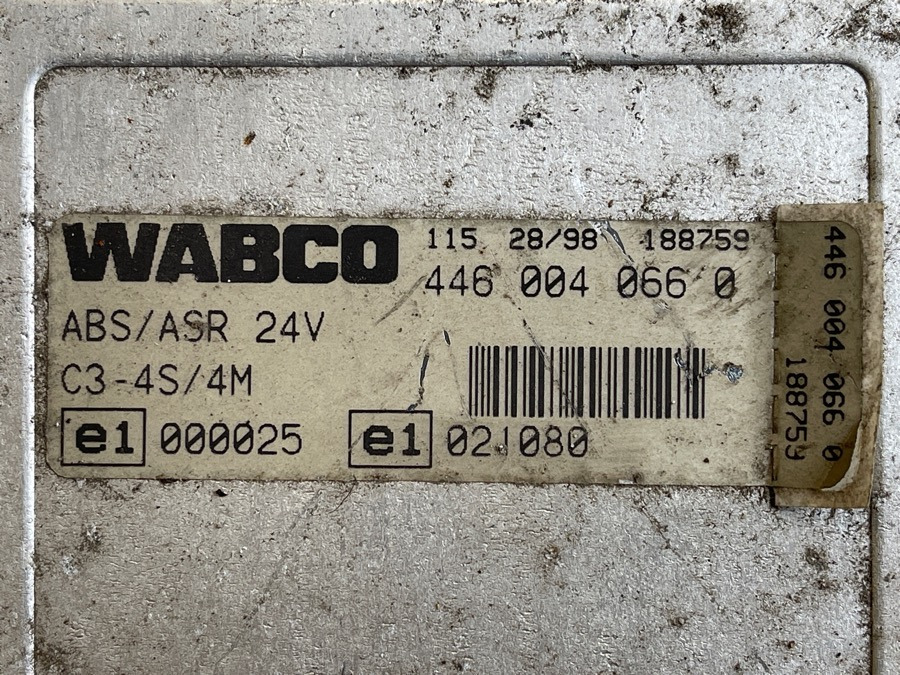 WABCO
115 28/98 188759
446 004 066 0
ABS/ASR 24V
C3-4S/4M
e1 000025 e1 021080
446 004 066 0
188759